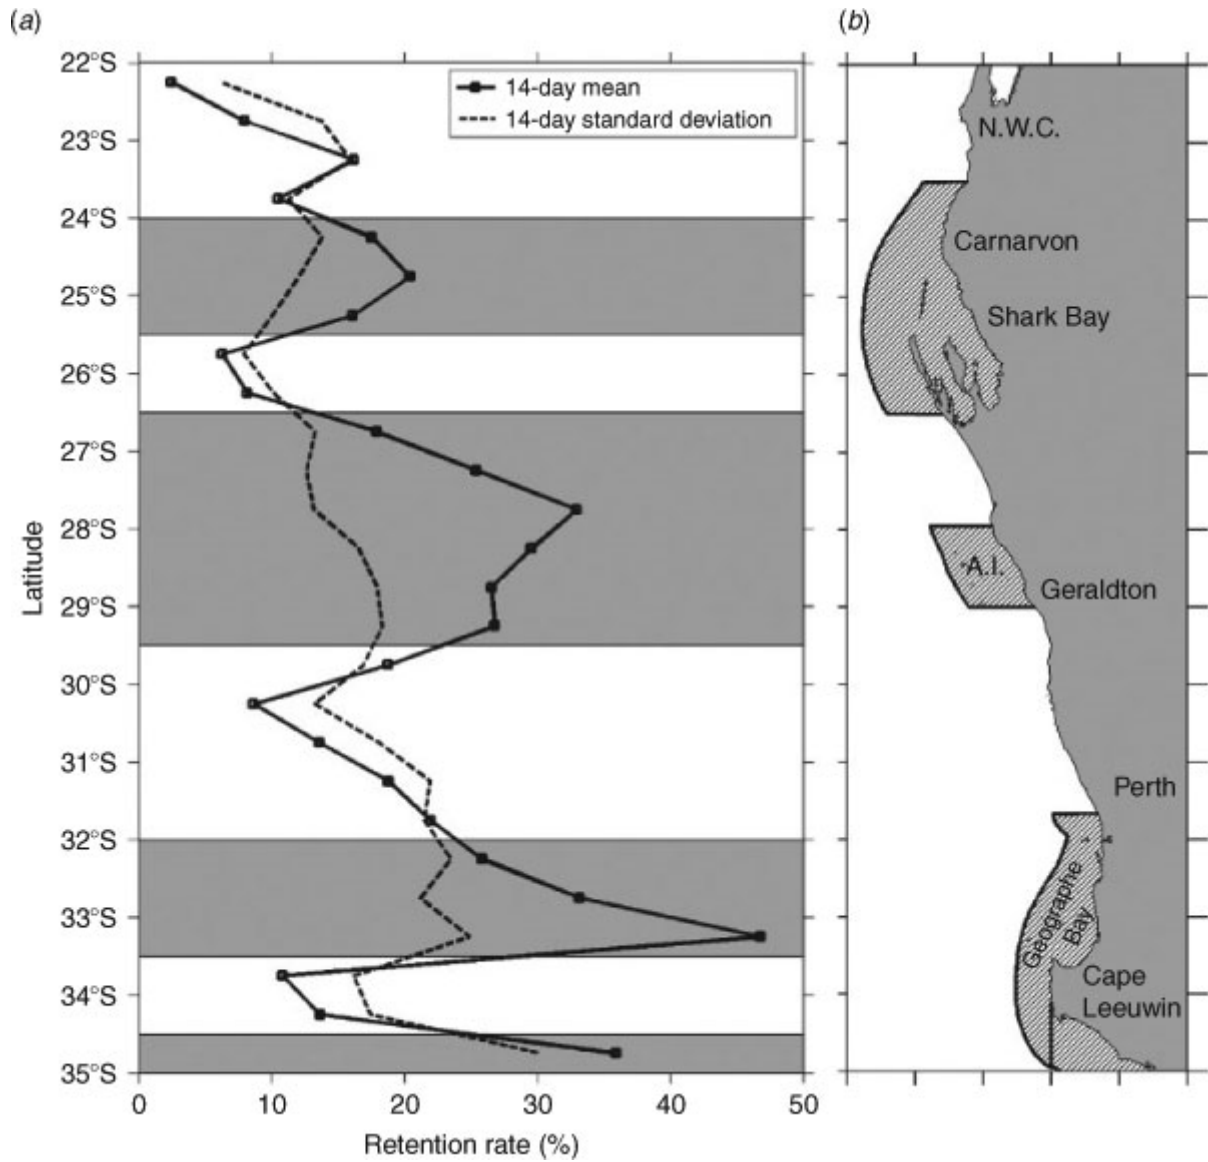 (a)
22°S
23°S
24°S
25°S
26°S
27°S
28°S
29°S
30°S
31°S
32°S
33°S
34°S
35°S
Latitude
14-day mean
14-day standard deviation
0
10
20
30
40
50
Retention rate (%)
(b)
N.W.C.
Carnarvon
Shark Bay
A.I.
Geraldton
Perth
Geographe
Bay
Cape
Leeuwin